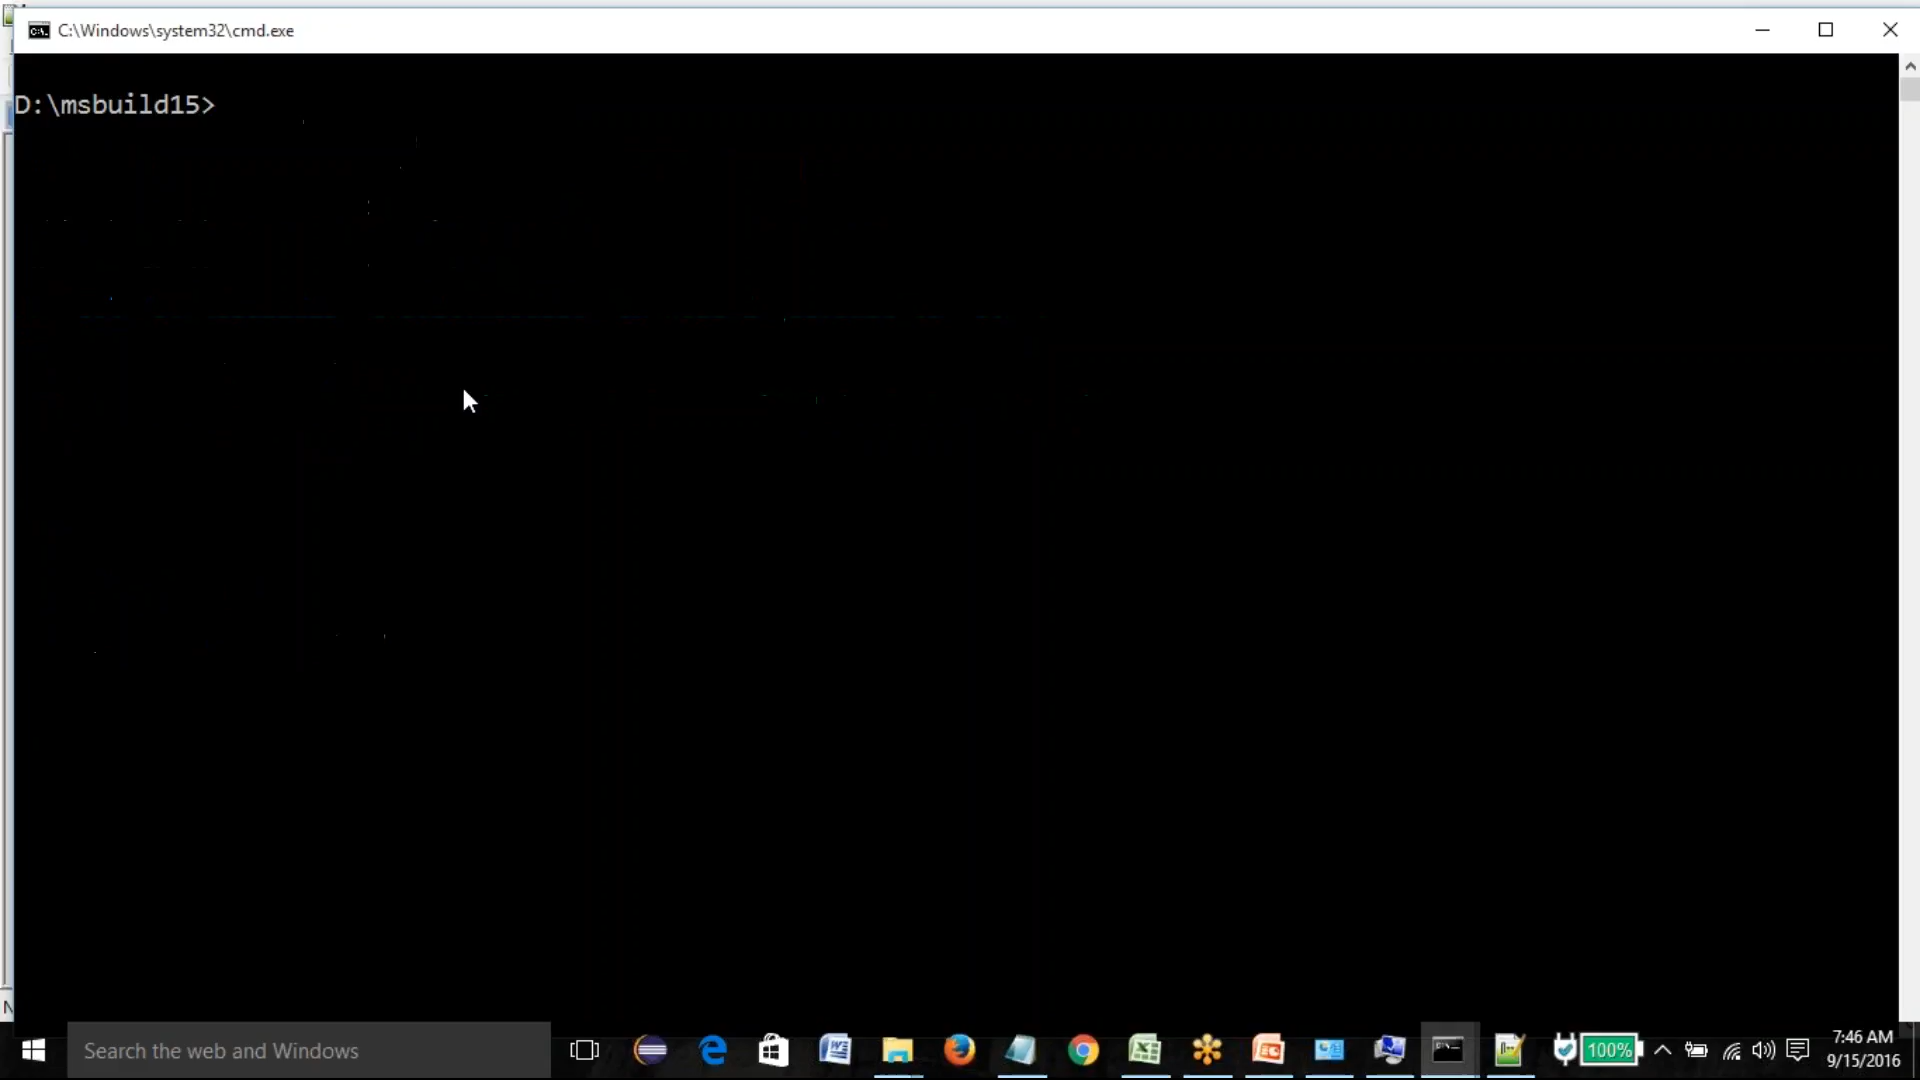 C:\Windows\system32\cmd.exe
D:\msbuild15>
Search the web and Windows
100%
7:46 AM
9/15/2016